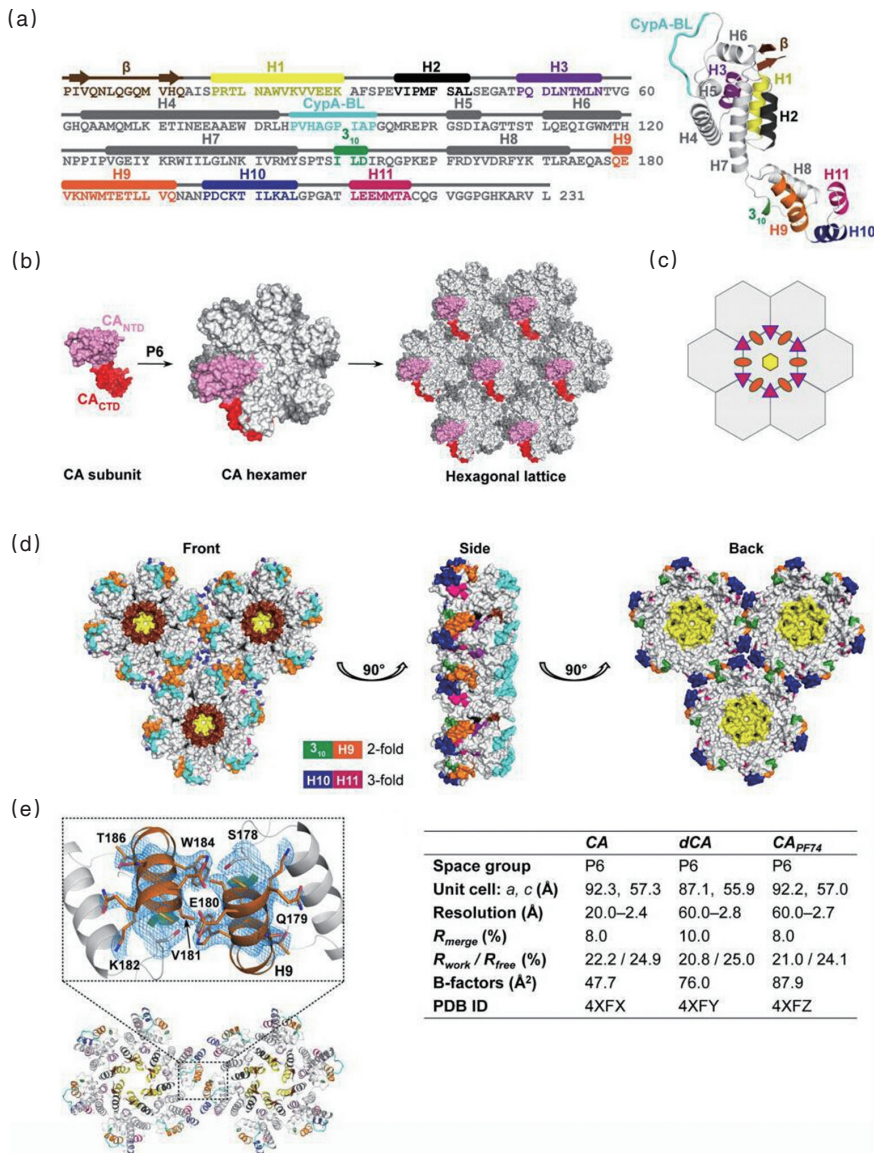 (a)
β H1 H2 H3
PIVQNLQGQM VHQAISPRTL NAWVKVVEEK AFSPEVIPMF SALSEGATPQ DLNTMLNTVG 60
H4 CypA-BL H5 H6
GHQAAMQMLK ETINEEAAEW DRLHPVHAGP IAPGQMREPR GSDIAGTTST LQEQIGWMTH 120
H7 3₁₀ H8 H9
NPPIPVGEIY KRWIILGLNK IVRMYSPTSI LDIRQGPKEP FRDYVDRFYK TLRAEQASQE 180
H9 H10 H11
VKNWMTETLL VQNANPDCKT ILKALGPGAT LEEMMTACQG VGGPGHKARV L 231
CypA-BL
H6
β
H3
H1
H5
H2
H4
H7
H8
H11
3₁₀
H9
H10
(b)
CA_NTD
P6
CA_CTD
CA subunit
CA hexamer
Hexagonal lattice
(c)
(d)
Front
Side
Back
90°
90°
3₁₀ H9 2-fold
H10 H11 3-fold
(e)
T186
W184
S178
E180
Q179
K182
V181
H9
CA dCA CA_PF74
Space group P6 P6 P6
Unit cell: a, c (Å) 92.3, 57.3 87.1, 55.9 92.2, 57.0
Resolution (Å) 20.0–2.4 60.0–2.8 60.0–2.7
R_merge (%) 8.0 10.0 8.0
R_work / R_free (%) 22.2 / 24.9 20.8 / 25.0 21.0 / 24.1
B-factors (Å²) 47.7 76.0 87.9
PDB ID 4XFX 4XFY 4XFZ